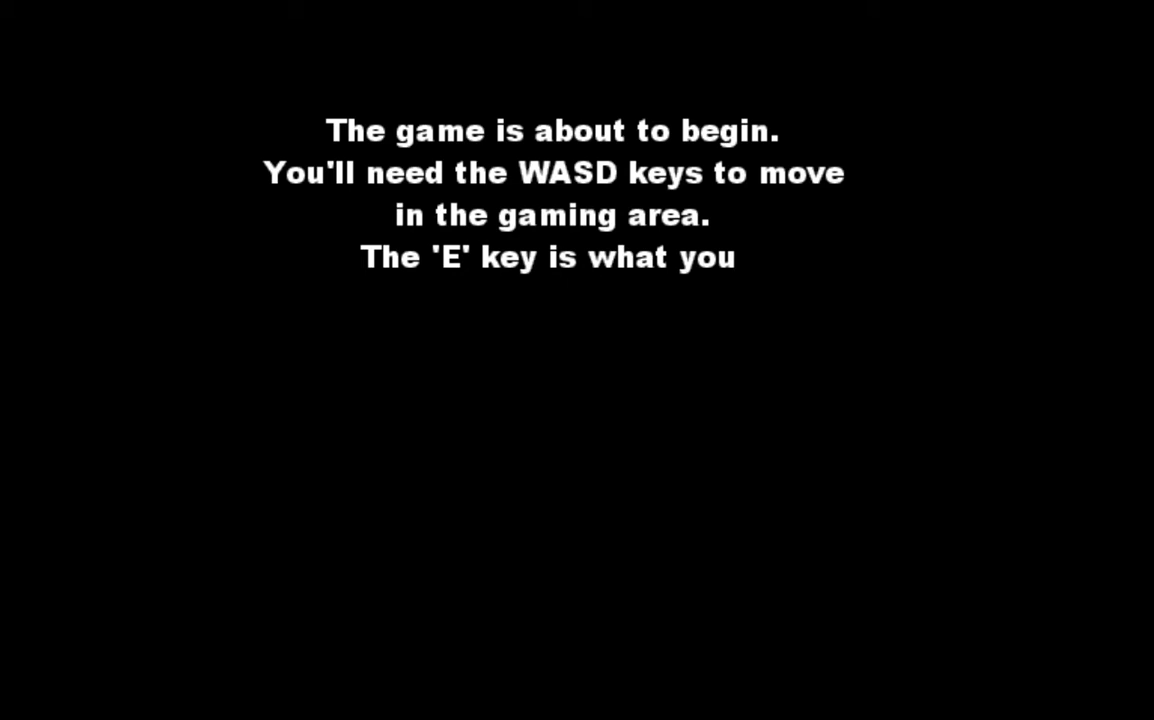 The game is about to begin.
You'll need the WASD keys to move
in the gaming area.
The 'E' key is what you